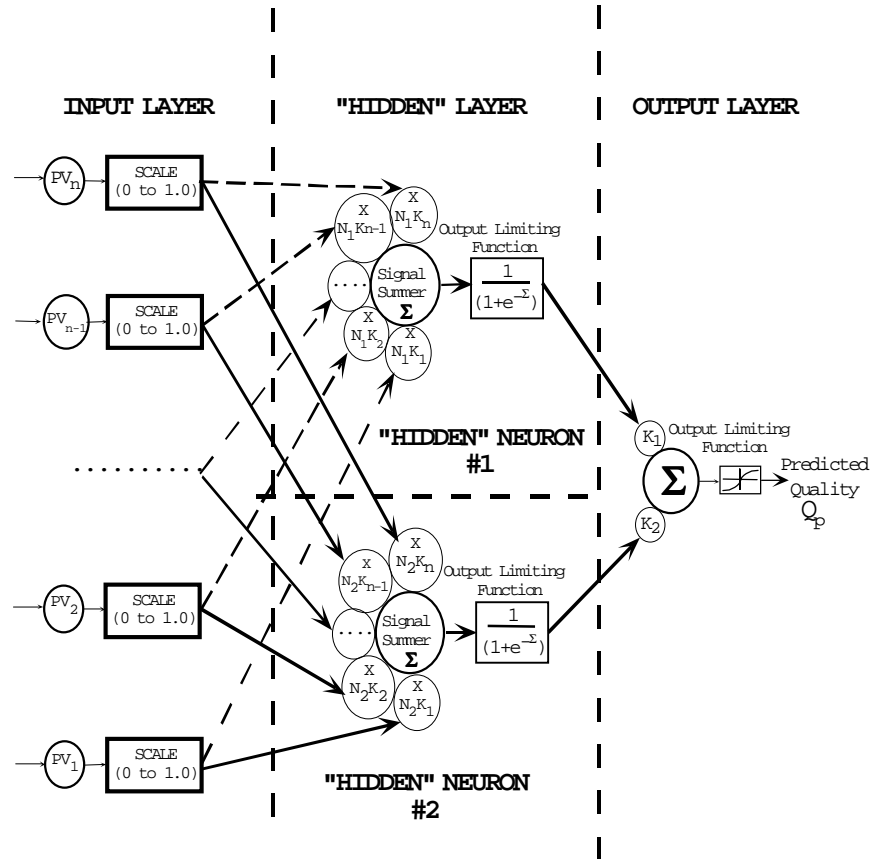 INPUT LAYER
"HIDDEN" LAYER
OUTPUT LAYER
PVn
SCALE
(0 to 1.0)
X
N1Kn-1
X
N1Kn
Output Limiting
Function
PVn-1
SCALE
(0 to 1.0)
....
Signal
Summer
Σ
1
(1+e-Σ)
X
N1K2
X
N1K1
"HIDDEN" NEURON
#1
..............
K1
Output Limiting
Function
Σ
K2
Predicted
Quality
Qp
X
N2Kn-1
X
N2Kn
Output Limiting
Function
PV2
SCALE
(0 to 1.0)
....
Signal
Summer
Σ
1
(1+e-Σ)
X
N2K2
X
N2K1
PV1
SCALE
(0 to 1.0)
"HIDDEN" NEURON
#2